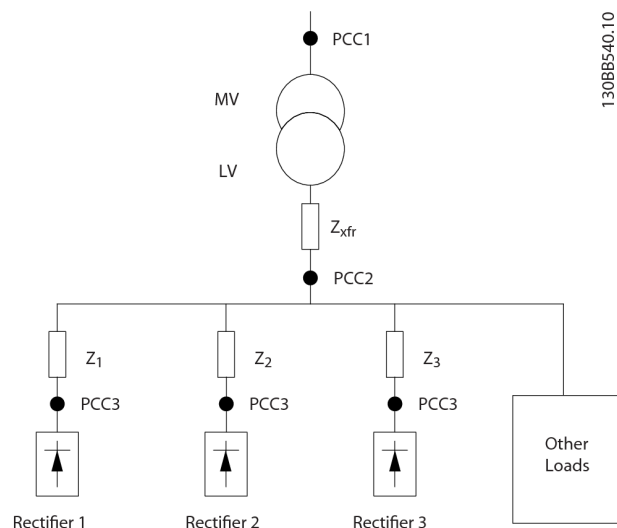 PCC1
130BB540.10
MV
LV
Zxfr
PCC2
Z1
Z2
Z3
PCC3
PCC3
PCC3
Other
Loads
Rectifier 1
Rectifier 2
Rectifier 3